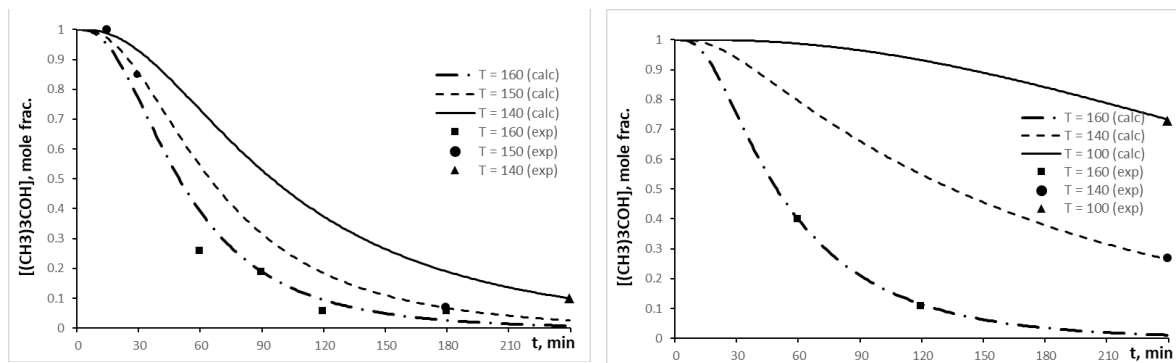 1
0.9
0.8
0.7
0.6
0.5
0.4
0.3
0.2
0.1
0
[(CH3)3COH], mole frac.
T = 160 (calc)
T = 150 (calc)
T = 140 (calc)
T = 160 (exp)
T = 150 (exp)
T = 140 (exp)
0 30 60 90 120 150 180 210
t, min
1
0.9
0.8
0.7
0.6
0.5
0.4
0.3
0.2
0.1
0
[(CH3)3COH], mole frac.
T = 160 (calc)
T = 140 (calc)
T = 100 (calc)
T = 160 (exp)
T = 140 (exp)
T = 100 (exp)
0 30 60 90 120 150 180 210
t, min